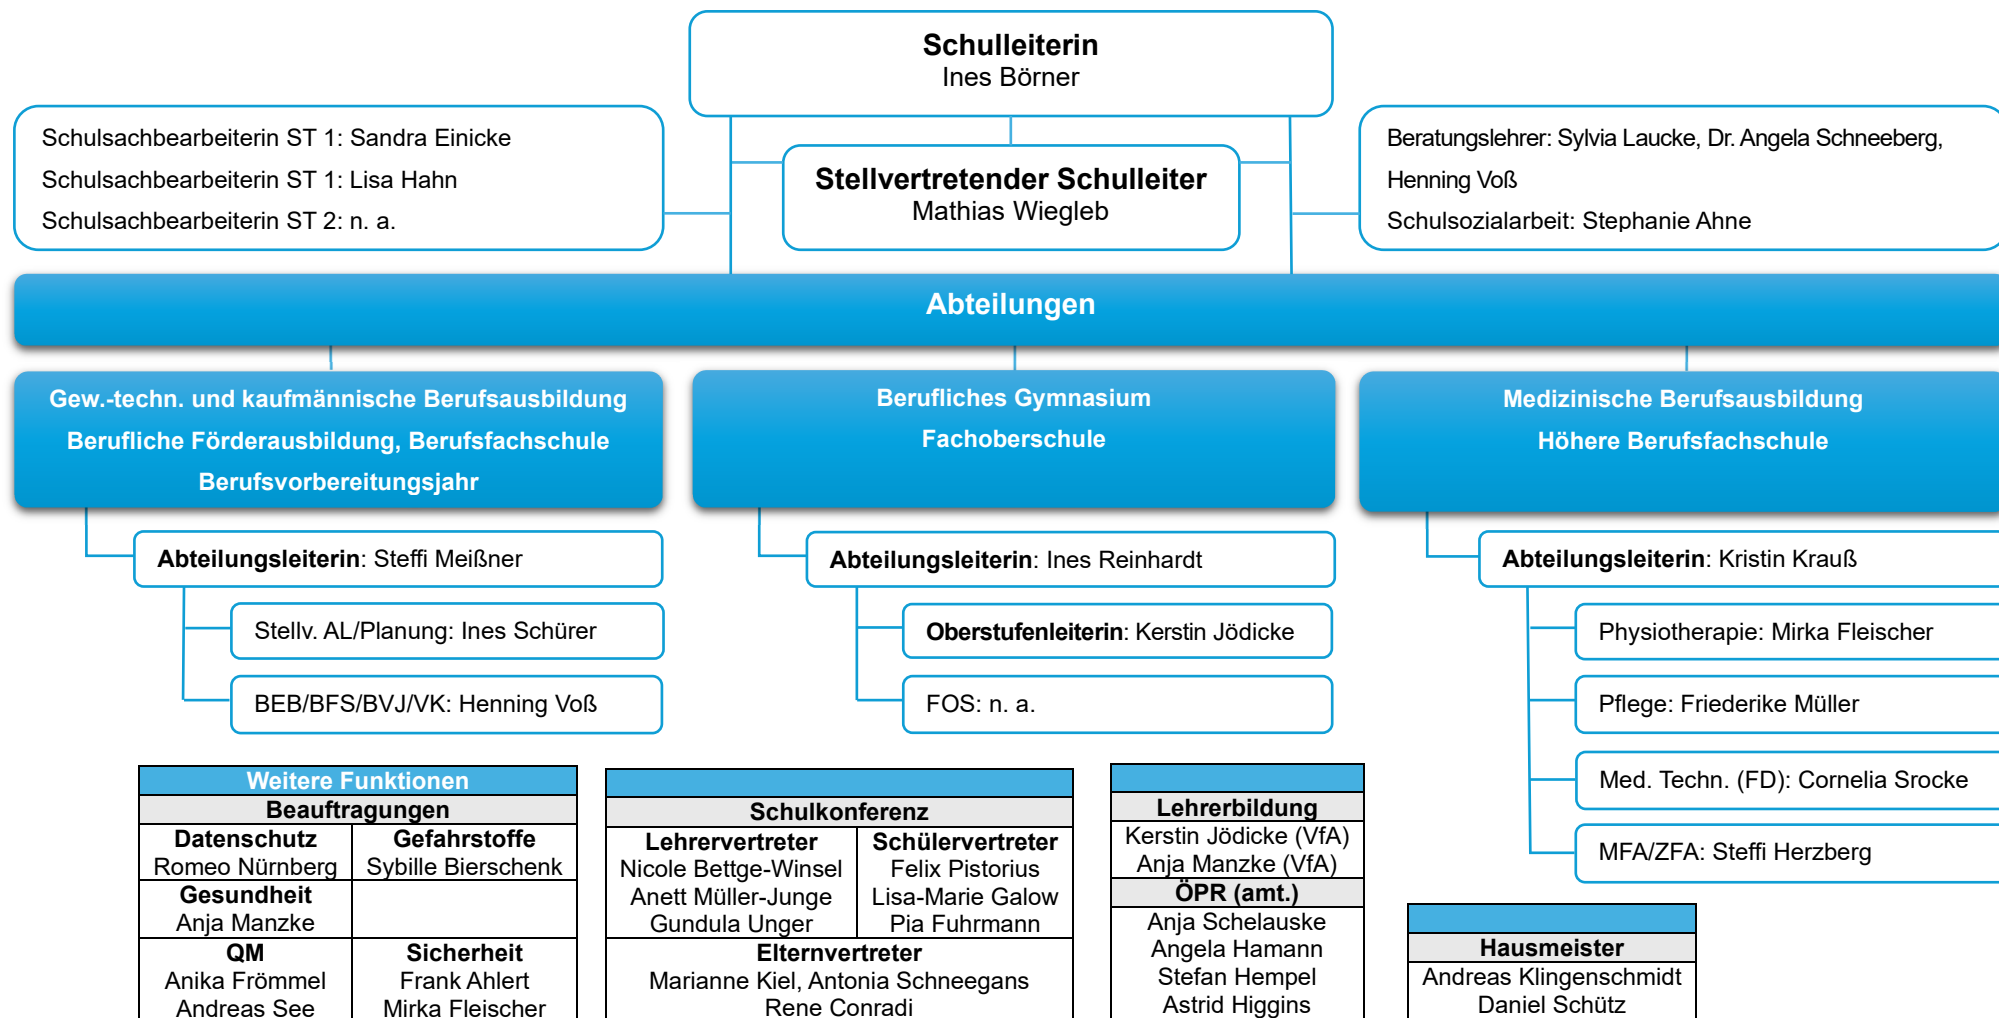 Schulleiterin
Ines Börner
Schulsachbearbeiterin ST 1: Sandra Einicke
Schulsachbearbeiterin ST 1: Lisa Hahn
Schulsachbearbeiterin ST 2: n. a.
Stellvertretender Schulleiter
Mathias Wiegleb
Beratungslehrer: Sylvia Laucke, Dr. Angela Schneeberg,
Henning Voß
Schulsozialarbeit: Stephanie Ahne
Abteilungen
Gew.-techn. und kaufmännische Berufsausbildung
Berufliche Förderausbildung, Berufsfachschule
Berufsvorbereitungsjahr
Abteilungsleiterin: Steffi Meißner
Stellv. AL/Planung: Ines Schürer
BEB/BFS/BVJ/VK: Henning Voß
Berufliches Gymnasium
Fachoberschule
Abteilungsleiterin: Ines Reinhardt
Oberstufenleiterin: Kerstin Jödicke
FOS: n. a.
Medizinische Berufsausbildung
Höhere Berufsfachschule
Abteilungsleiterin: Kristin Krauß
Physiotherapie: Mirka Fleischer
Pflege: Friederike Müller
Med. Techn. (FD): Cornelia Srocke
MFA/ZFA: Steffi Herzberg
Weitere Funktionen
Beauftragungen
Datenschutz
Romeo Nürnberg
Gefahrstoffe
Sybille Bierschenk
Gesundheit
Anja Manzke
QM
Anika Frömmel
Andreas See
Sicherheit
Frank Ahlert
Mirka Fleischer
Schulkonferenz
Lehrervertreter
Nicole Bettge-Winsel
Anett Müller-Junge
Gundula Unger
Schülervertreter
Felix Pistorius
Lisa-Marie Galow
Pia Fuhrmann
Elternvertreter
Marianne Kiel, Antonia Schneegans
Rene Conradi
Lehrerbildung
Kerstin Jödicke (VfA)
Anja Manzke (VfA)
ÖPR (amt.)
Anja Schelauske
Angela Hamann
Stefan Hempel
Astrid Higgins
Hausmeister
Andreas Klingenschmidt
Daniel Schütz